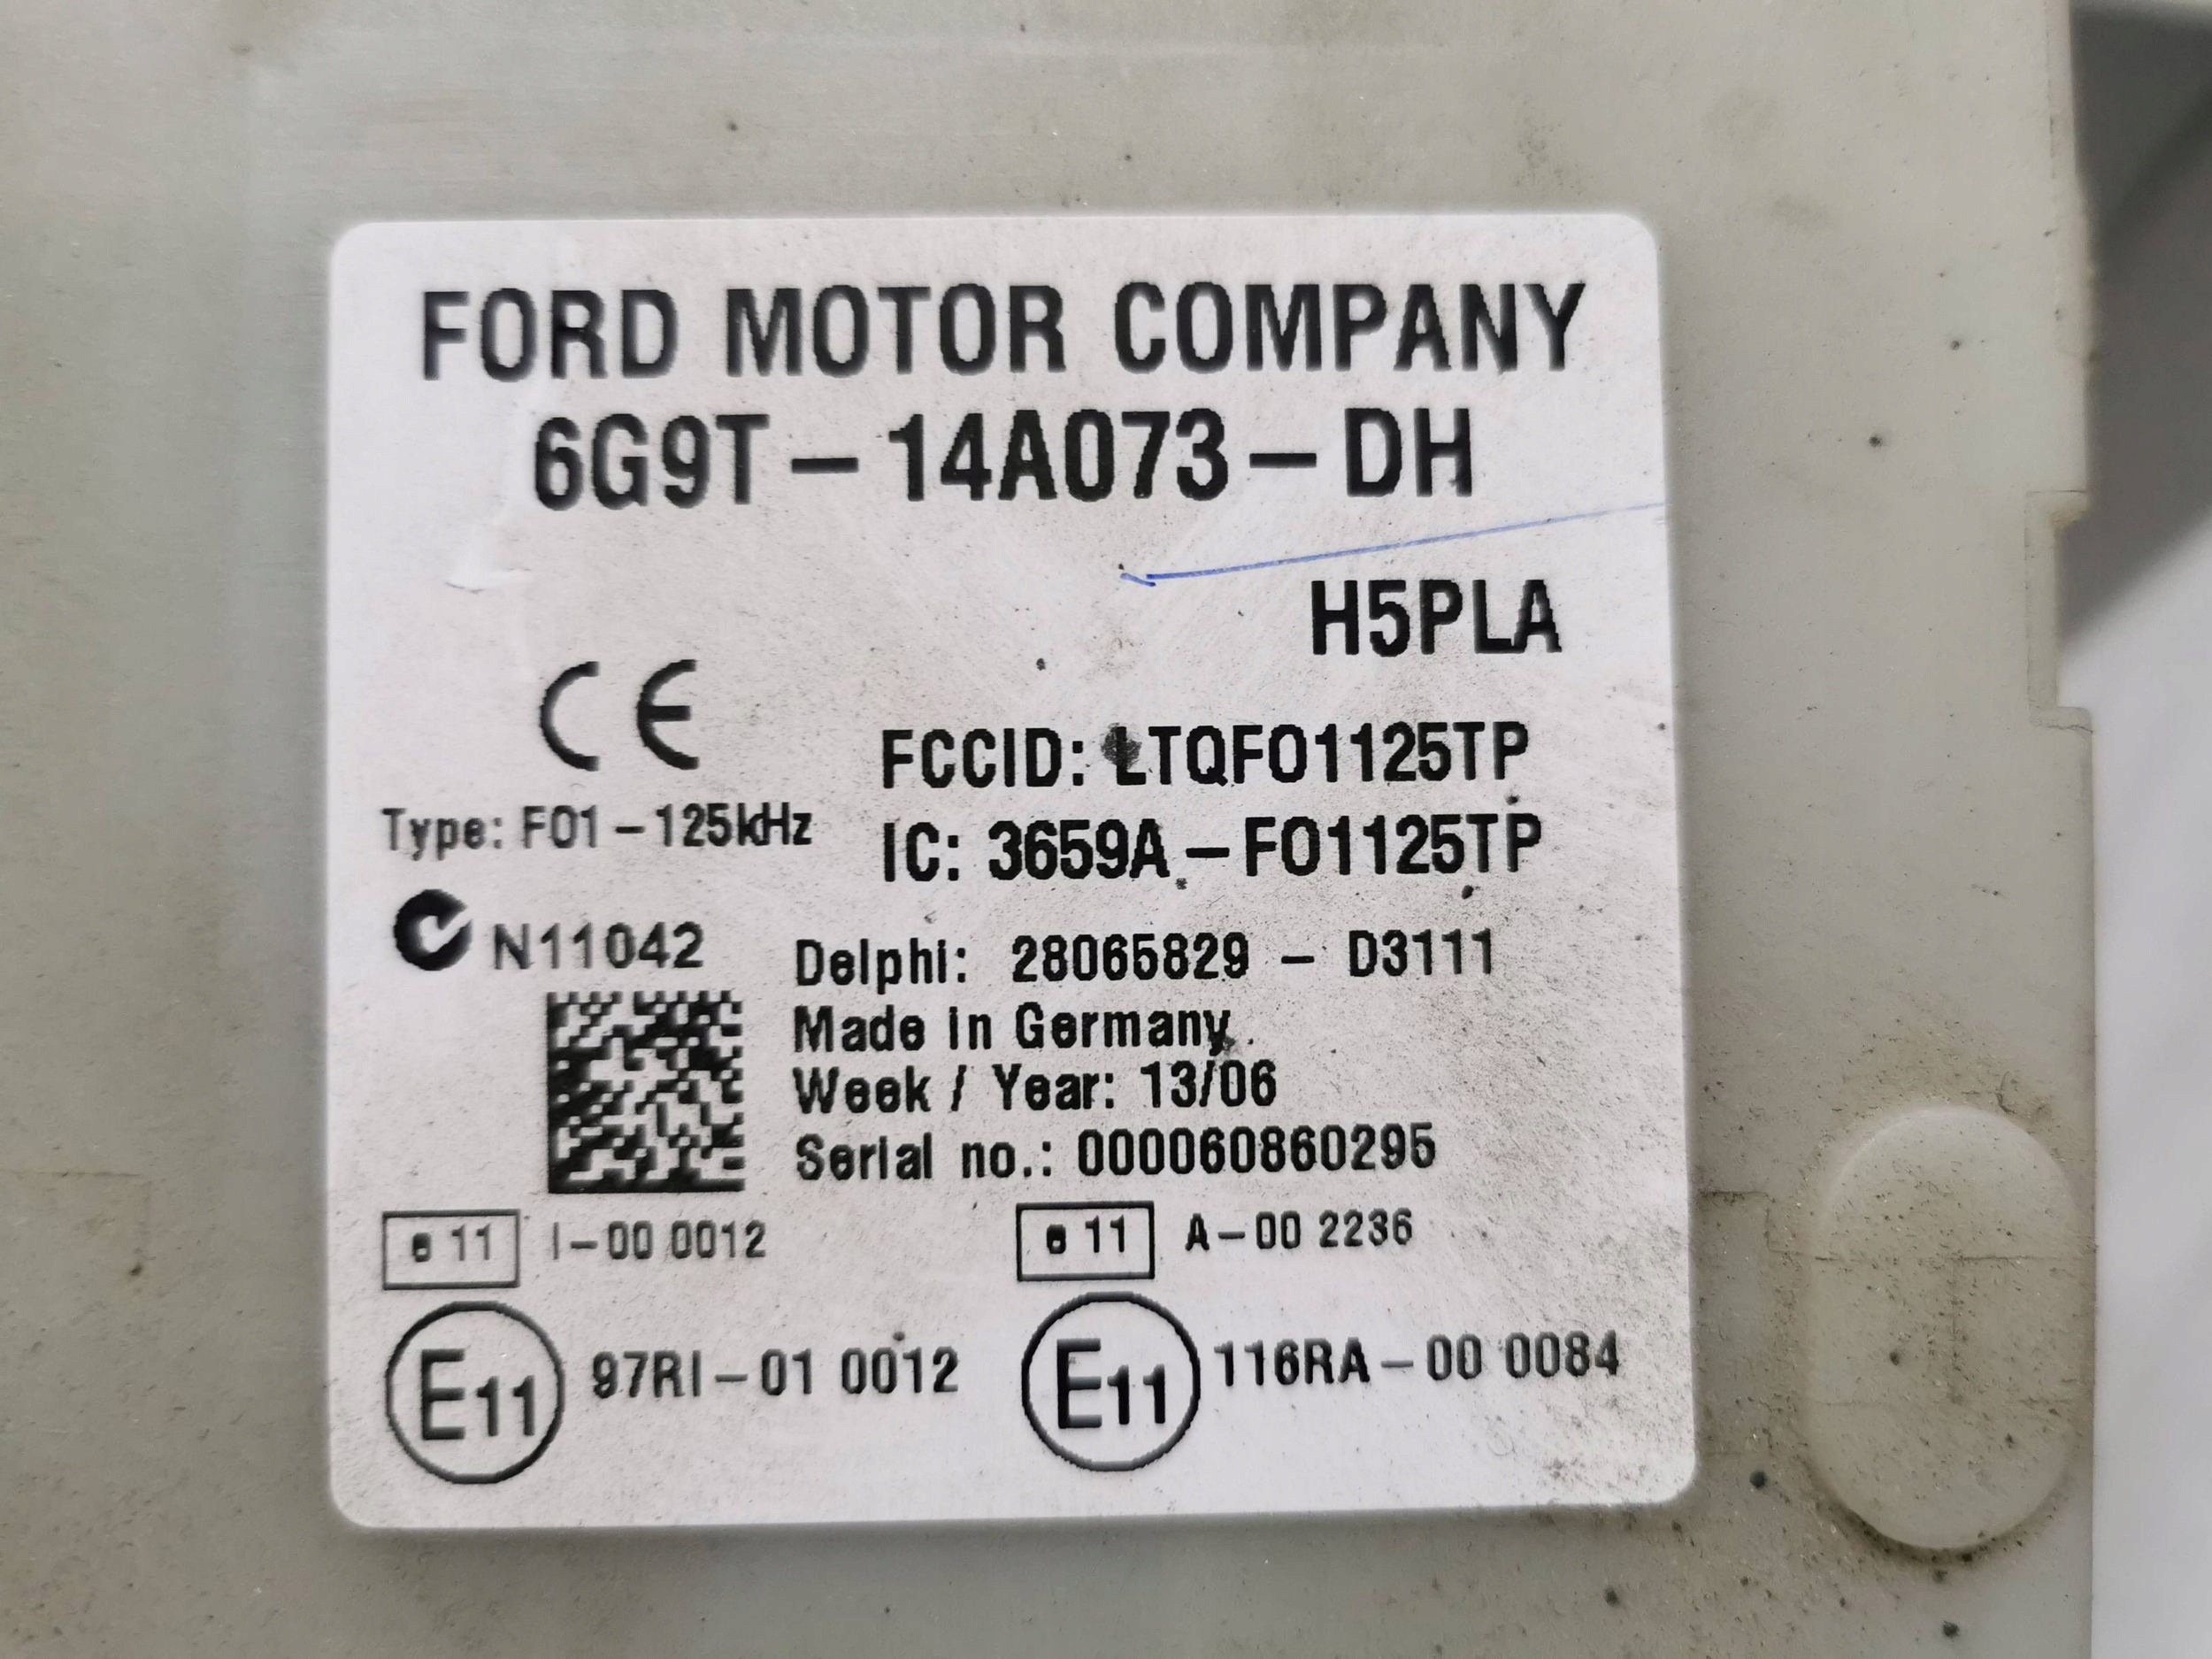 FORD MOTOR COMPANY
6G9T-14A073-DH
H5PLA
CE
FCCID: LTQFO1125TP
Type: FO1-125kHz
IC: 3659A-FO1125TP
N11042
Delphi: 28065829 - D3111
Made in Germany
Week / Year: 13/06
Serial no.: 000060860295
e 11 I-00 0012
e 11 A-00 2236
E11 97RI-01 0012
E11 116RA-00 0084